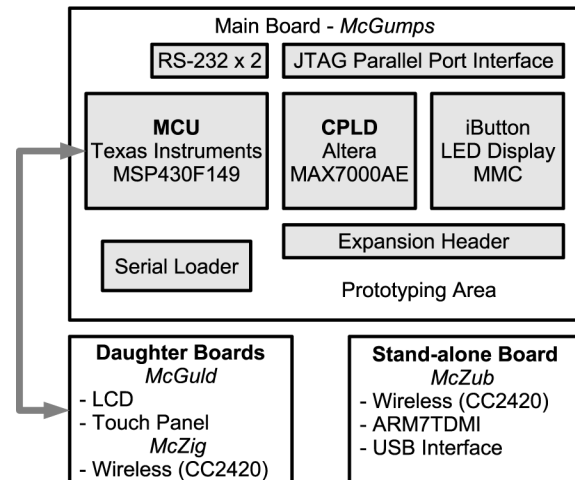 Main Board - McGumps
RS-232 x 2
JTAG Parallel Port Interface
MCU
Texas Instruments
MSP430F149
CPLD
Altera
MAX7000AE
iButton
LED Display
MMC
Expansion Header
Serial Loader
Prototyping Area
Daughter Boards
McGuld
- LCD
- Touch Panel
McZig
- Wireless (CC2420)
Stand-alone Board
McZub
- Wireless (CC2420)
- ARM7TDMI
- USB Interface